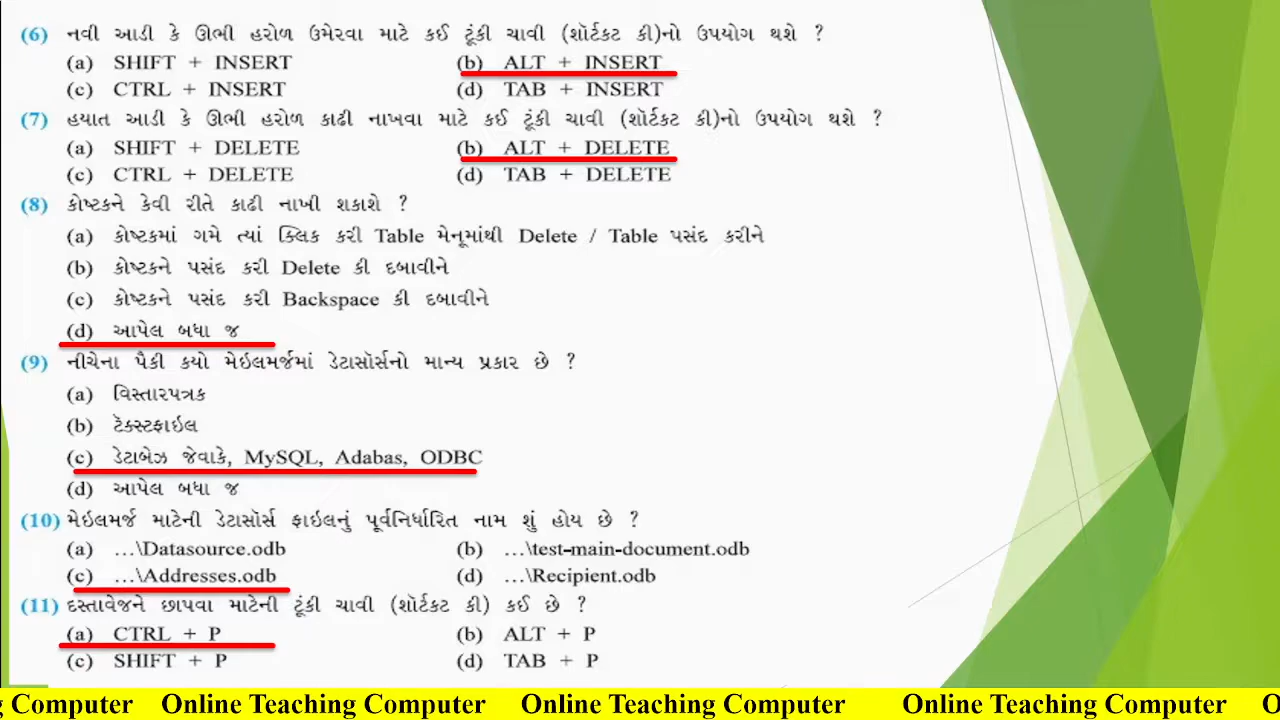 (6) નવી આડી કે ઊભી હરોળ ઉમેરવા માટે કઈ ટૂંકી ચાવી (શૉર્ટકટ કી)નો ઉપયોગ થશે ?
(a) SHIFT + INSERT (b) ALT + INSERT
(c) CTRL + INSERT (d) TAB + INSERT
(7) હયાત આડી કે ઊભી હરોળ કાઢી નાખવા માટે કઈ ટૂંકી ચાવી (શૉર્ટકટ કી)નો ઉપયોગ થશે ?
(a) SHIFT + DELETE (b) ALT + DELETE
(c) CTRL + DELETE (d) TAB + DELETE
(8) કોષ્ટકને કેવી રીતે કાઢી નાખી શકાશે ?
(a) કોષ્ટકમાં ગમે ત્યાં ક્લિક કરી Table મેનૂમાંથી Delete / Table પસંદ કરીને
(b) કોષ્ટકને પસંદ કરી Delete કી દબાવીને
(c) કોષ્ટકને પસંદ કરી Backspace કી દબાવીને
(d) આપેલ બધા જ
(9) નીચેના પૈકી કયો મેઇલમર્જમાં ડેટાસૉર્સનો માન્ય પ્રકાર છે ?
(a) વિસ્તારપત્રક
(b) ટૅક્સ્ટફાઇલ
(c) ડેટાબેઝ જેવાકે, MySQL, Adabas, ODBC
(d) આપેલ બધા જ
(10) મેઇલમર્જ માટેની ડેટાસૉર્સ ફાઇલનું પૂર્વનિર્ધારિત નામ શું હોય છે ?
(a) ...\Datasource.odb (b) ...\test-main-document.odb
(c) ...\Addresses.odb (d) ...\Recipient.odb
(11) દસ્તાવેજને છાપવા માટેની ટૂંકી ચાવી (શૉર્ટકટ કી) કઈ છે ?
(a) CTRL + P (b) ALT + P
(c) SHIFT + P (d) TAB + P
g Computer Online Teaching Computer Online Teaching Computer Online Teaching Computer O